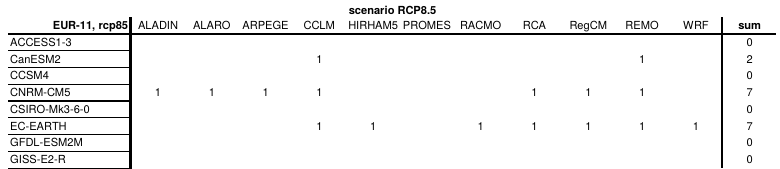 scenario RCP8.5
EUR-11, rcp85 ALADIN ALARO ARPEGE CCLM HIRHAM5 PROMES RACMO RCA RegCM REMO WRF sum
ACCESS1-3 0
CanESM2 1 1 2
CCSM4 0
CNRM-CM5 1 1 1 1 1 1 1 7
CSIRO-Mk3-6-0 0
EC-EARTH 1 1 1 1 1 1 1 7
GFDL-ESM2M 0
GISS-E2-R 0